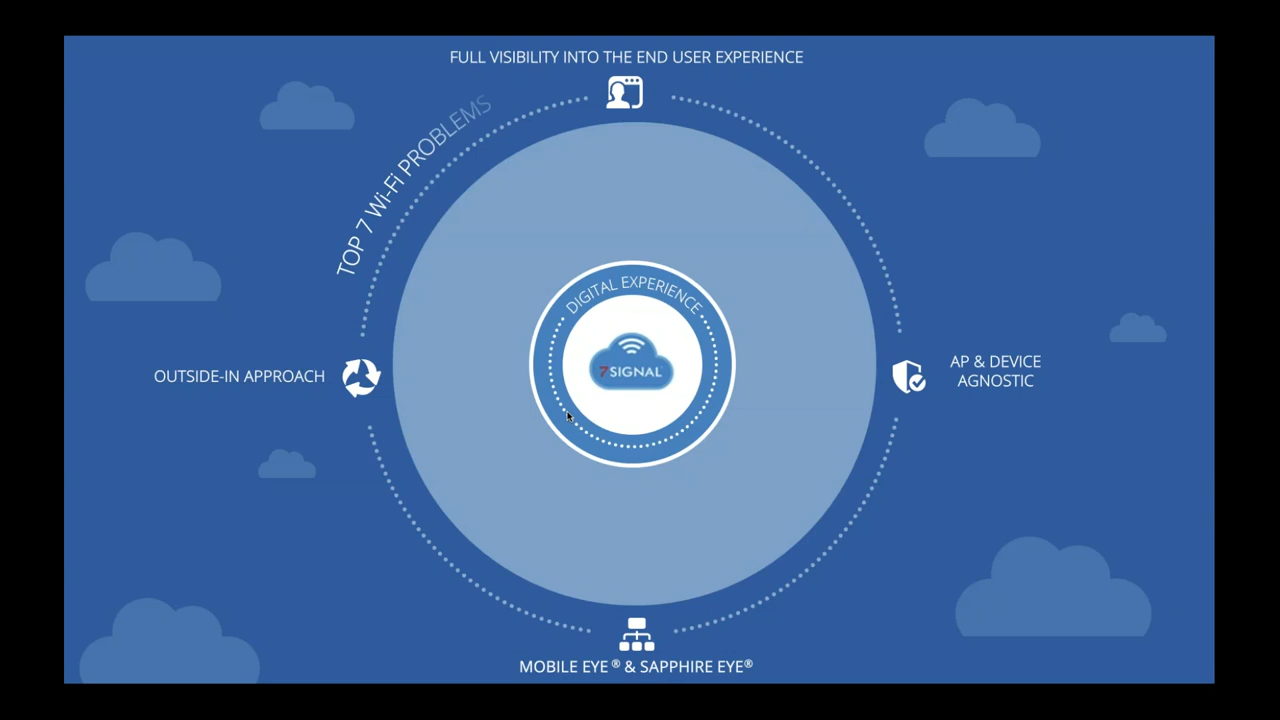 FULL VISIBILITY INTO THE END USER EXPERIENCE
TOP 7 Wi-Fi PROBLEMS
DIGITAL EXPERIENCE
7SIGNAL
OUTSIDE-IN APPROACH
AP & DEVICE
AGNOSTIC
MOBILE EYE® & SAPPHIRE EYE®